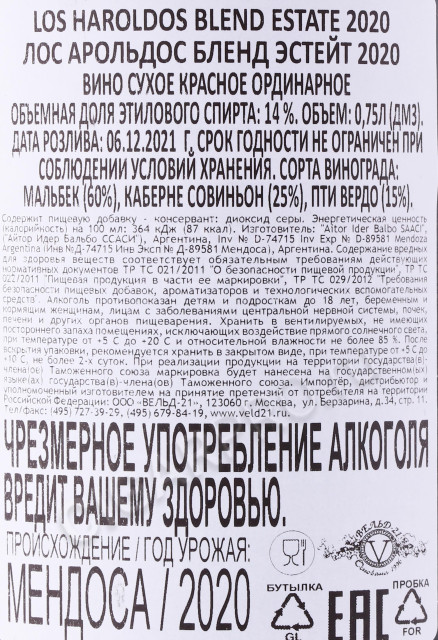 LOS HAROLDOS BLEND ESTATE 2020
ЛОС АРОЛЬДОС БЛЕНД ЭСТЕЙТ 2020
ВИНО СУХОЕ КРАСНОЕ ОРДИНАРНОЕ
ОБЪЕМНАЯ ДОЛЯ ЭТИЛОВОГО СПИРТА: 14 %. ОБЪЕМ: 0,75Л (ДМ3).
ДАТА РОЗЛИВА: 06.12.2021 Г. СРОК ГОДНОСТИ НЕ ОГРАНИЧЕН ПРИ
СОБЛЮДЕНИИ УСЛОВИЙ ХРАНЕНИЯ. СОРТА ВИНОГРАДА:
МАЛЬБЕК (60%), КАБЕРНЕ СОВИНЬОН (25%), ПТИ ВЕРДО (15%).
Содержит пищевую добавку - консервант: диоксид серы. Энергетическая ценность
(калорийность) на 100 мл: 364 кДж (87 ккал). Изготовитель: "Aitor Ider Balbo SAACI",
("Айтор Идер Бальбо ССАСИ"), Argentina, Inv № D-74715 Inv Exp № D-89581 Mendoza
Argentina (Инв № Д-74715 Инв Эксп № Д-89581 Мендоса), Аргентина. Содержание вредных
для здоровья веществ соответствует обязательным требованиям действующих
нормативных документов ТР ТС 021/2011 "О безопасности пищевой продукции", ТР ТС
022/2011 "Пищевая продукция в части ее маркировки", ТР ТС 029/2012 "Требования
безопасности пищевых добавок, ароматизаторов и технологических вспомогательных
средств". Алкоголь противопоказан детям и подросткам до 18 лет, беременным и
кормящим женщинам, лицам с заболеваниями центральной нервной системы, почек,
печени и других органов пищеварения. Хранить в вентилируемых, не имеющих
постороннего запаха помещениях, исключающих воздействие прямого солнечного света,
при температуре от +5 С до +20 С и относительной влажности не более 85 %. После
вскрытия упаковки, рекомендуется хранить в закрытом виде, при температуре от +5 С до
+10 С, не более 2-х суток. При реализации продукции на территории государства(в)-
члена(ов) Таможенного союза маркировка будет нанесена на государственном(ых)
языке(ах) государства(в)-члена(ов) Таможенного союза. Импортёр, дистрибьютор и
уполномоченный изготовителем на принятие претензий от потребителя на территории
Российской Федерации: ООО «ВЕЛЬД-21», 123060 г., Москва, ул. Берзарина, д.34, стр. 11.
Тел/факс: (495) 727-39-29, (495) 679-84-19, www.veld21.ru.
ЧРЕЗМЕРНОЕ УПОТРЕБЛЕНИЕ АЛКОГОЛЯ
ВРЕДИТ ВАШЕМУ ЗДОРОВЬЮ.
ПРОИСХОЖДЕНИЕ / ГОД УРОЖАЯ:
МЕНДОСА / 2020
ВЕЛЬД-21
V
БУТЫЛКА
GL
EAC
ПРОБКА
FOR